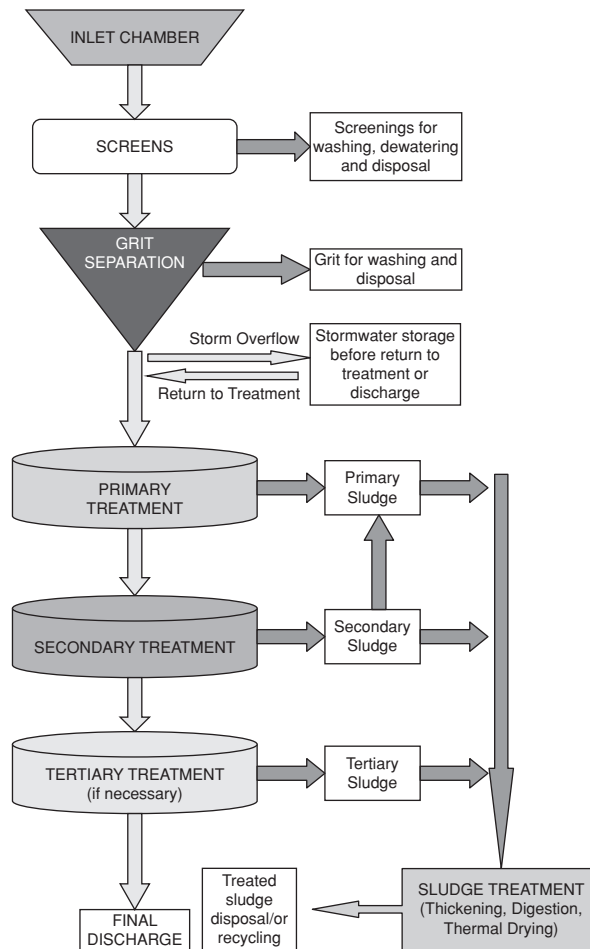 INLET CHAMBER
SCREENS
Screenings for
washing, dewatering
and disposal
GRIT
SEPARATION
Grit for washing and
disposal
Storm Overflow
Return to Treatment
Stormwater storage
before return to
treatment or
discharge
PRIMARY
TREATMENT
Primary
Sludge
SECONDARY TREATMENT
Secondary
Sludge
TERTIARY TREATMENT
(if necessary)
Tertiary
Sludge
FINAL
DISCHARGE
Treated
sludge
disposal/or
recycling
SLUDGE TREATMENT
(Thickening, Digestion,
Thermal Drying)